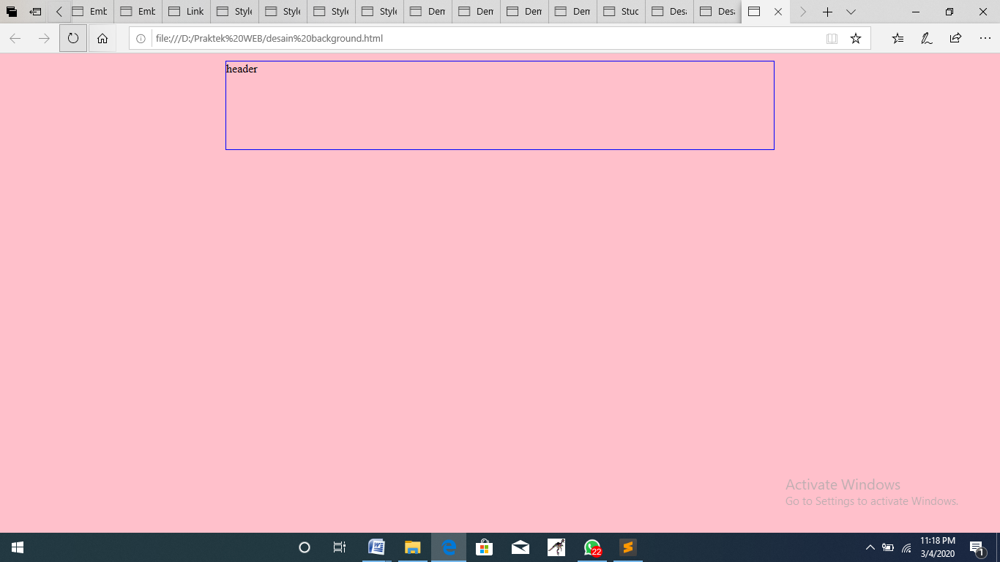 Emb Emb Link Style Style Style Style Dem Dem Dem Dem Stuc Desa Desa
file:///D:/Praktek%20WEB/desain%20background.html
header
Activate Windows
Go to Settings to activate Windows.
W 22 S 11:18 PM
3/4/2020 1